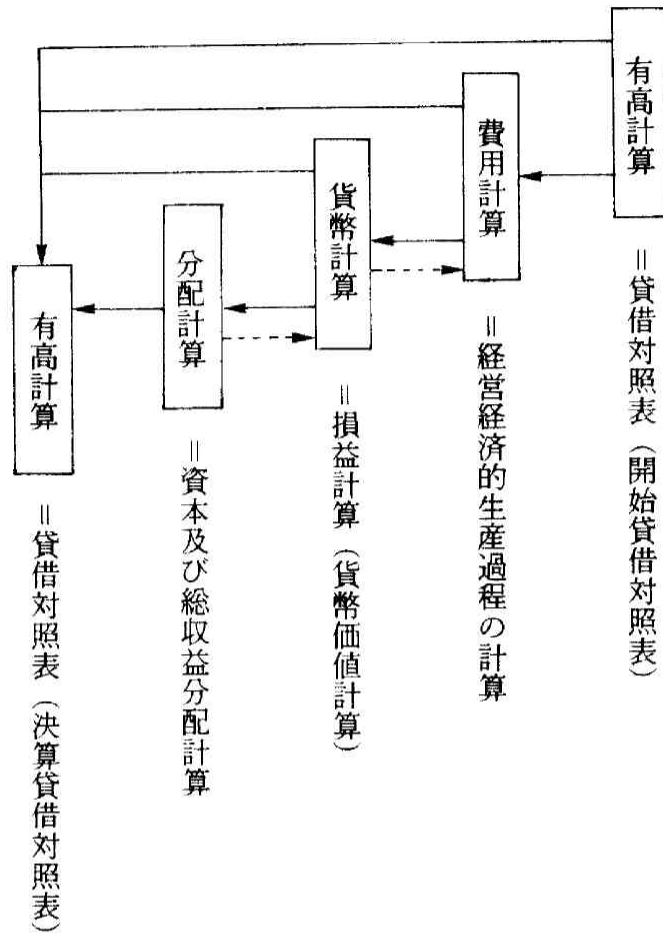 有高計算
＝貸借対照表（開始貸借対照表）
費用計算
＝経営経済的生産過程の計算
貨幣計算
＝損益計算（貨幣価値計算）
分配計算
＝資本及び総収益分配計算
有高計算
＝貸借対照表（決算貸借対照表）